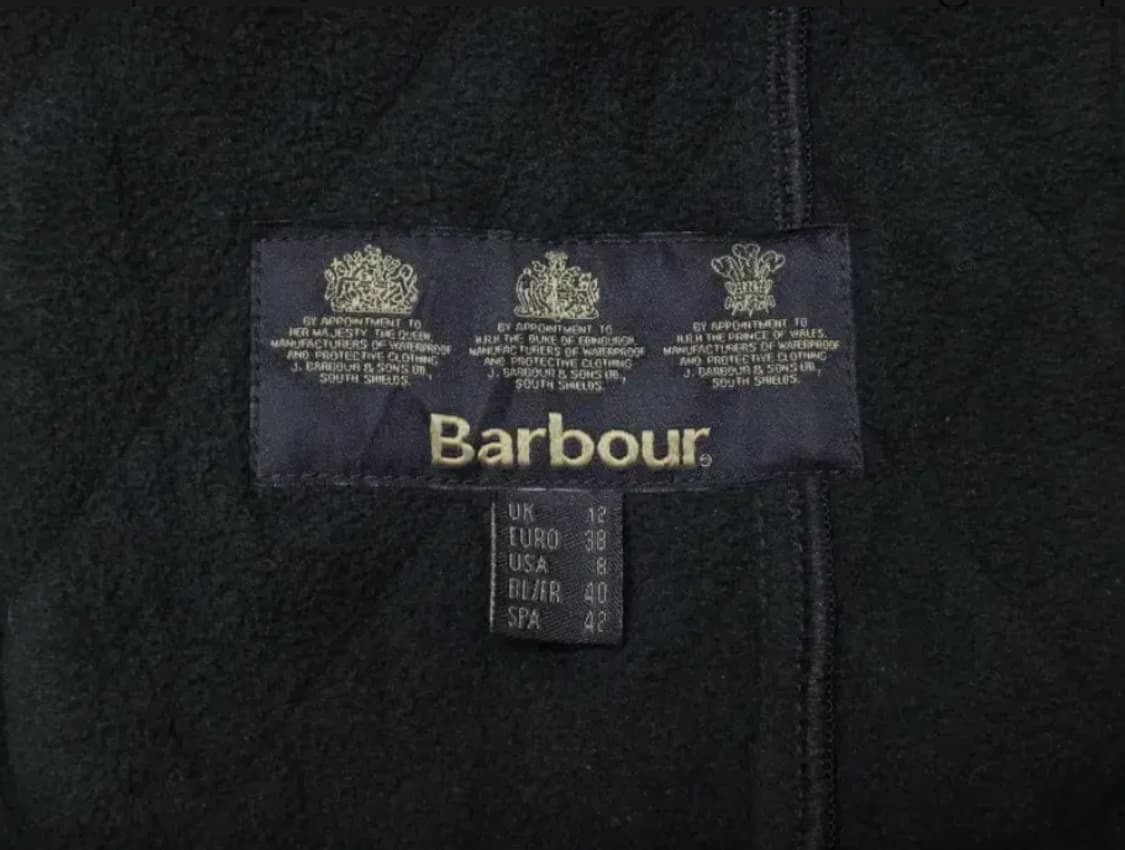 BY APPOINTMENT TO
HER MAJESTY THE QUEEN.
MANUFACTURERS OF WATERPROOF
AND PROTECTIVE CLOTHING
J. BARBOUR & SONS LTD.,
SOUTH SHIELDS.
BY APPOINTMENT TO
H.R.H. THE DUKE OF EDINBURGH.
MANUFACTURERS OF WATERPROOF
AND PROTECTIVE CLOTHING
J. BARBOUR & SONS LTD.,
SOUTH SHIELDS.
BY APPOINTMENT TO
H.R.H. THE PRINCE OF WALES.
MANUFACTURERS OF WATERPROOF
AND PROTECTIVE CLOTHING
J. BARBOUR & SONS LTD.,
SOUTH SHIELDS.
Barbour®
UK 12
EURO 38
USA 8
BL/FR 40
SPA 42